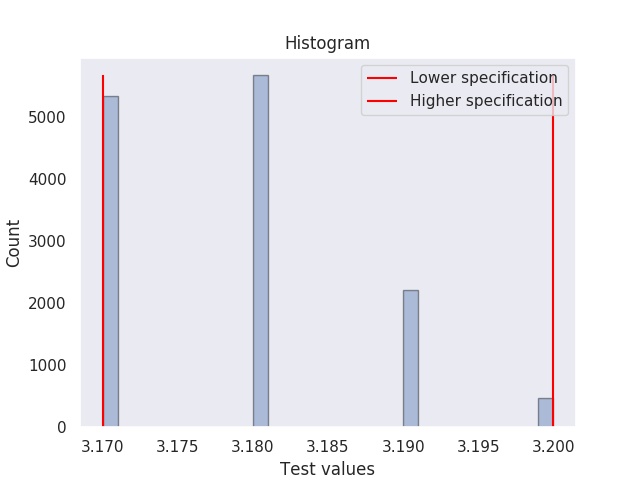 Histogram
Lower specification
Higher specification
Count
5000
4000
3000
2000
1000
0
3.170 3.175 3.180 3.185 3.190 3.195 3.200
Test values